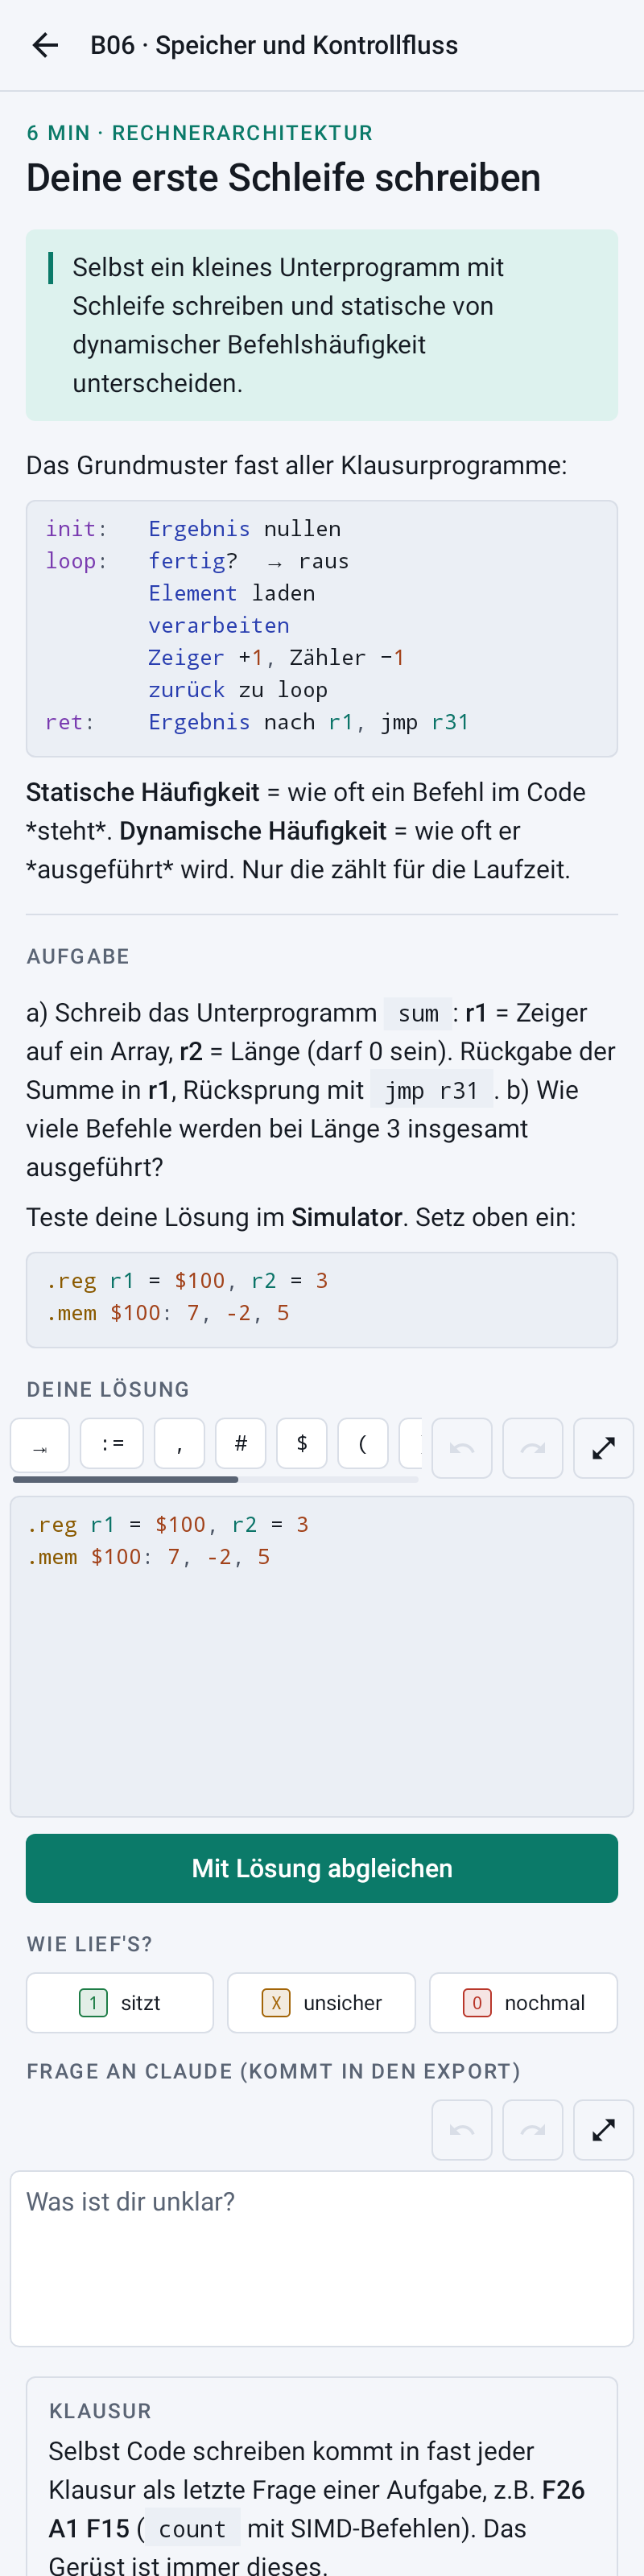 B06 · Speicher und Kontrollfluss
6 MIN · RECHNERARCHITEKTUR
Deine erste Schleife schreiben
Selbst ein kleines Unterprogramm mit
Schleife schreiben und statische von
dynamischer Befehlshäufigkeit
unterscheiden.
Das Grundmuster fast aller Klausurprogramme:
init:   Ergebnis nullen
loop:   fertig?  → raus
        Element laden
        verarbeiten
        Zeiger +1, Zähler −1
        zurück zu loop
ret:    Ergebnis nach r1, jmp r31
Statische Häufigkeit = wie oft ein Befehl im Code
*steht*. Dynamische Häufigkeit = wie oft er
*ausgeführt* wird. Nur die zählt für die Laufzeit.
AUFGABE
a) Schreib das Unterprogramm sum : r1 = Zeiger
auf ein Array, r2 = Länge (darf 0 sein). Rückgabe der
Summe in r1, Rücksprung mit jmp r31 . b) Wie
viele Befehle werden bei Länge 3 insgesamt
ausgeführt?
Teste deine Lösung im Simulator. Setz oben ein:
.reg r1 = $100, r2 = 3
.mem $100: 7, -2, 5
DEINE LÖSUNG
→ := , # $ (
.reg r1 = $100, r2 = 3
.mem $100: 7, -2, 5
Mit Lösung abgleichen
WIE LIEF'S?
1 sitzt X unsicher 0 nochmal
FRAGE AN CLAUDE (KOMMT IN DEN EXPORT)
Was ist dir unklar?
KLAUSUR
Selbst Code schreiben kommt in fast jeder
Klausur als letzte Frage einer Aufgabe, z.B. F26
A1 F15 ( count mit SIMD-Befehlen). Das
Gerüst ist immer dieses.